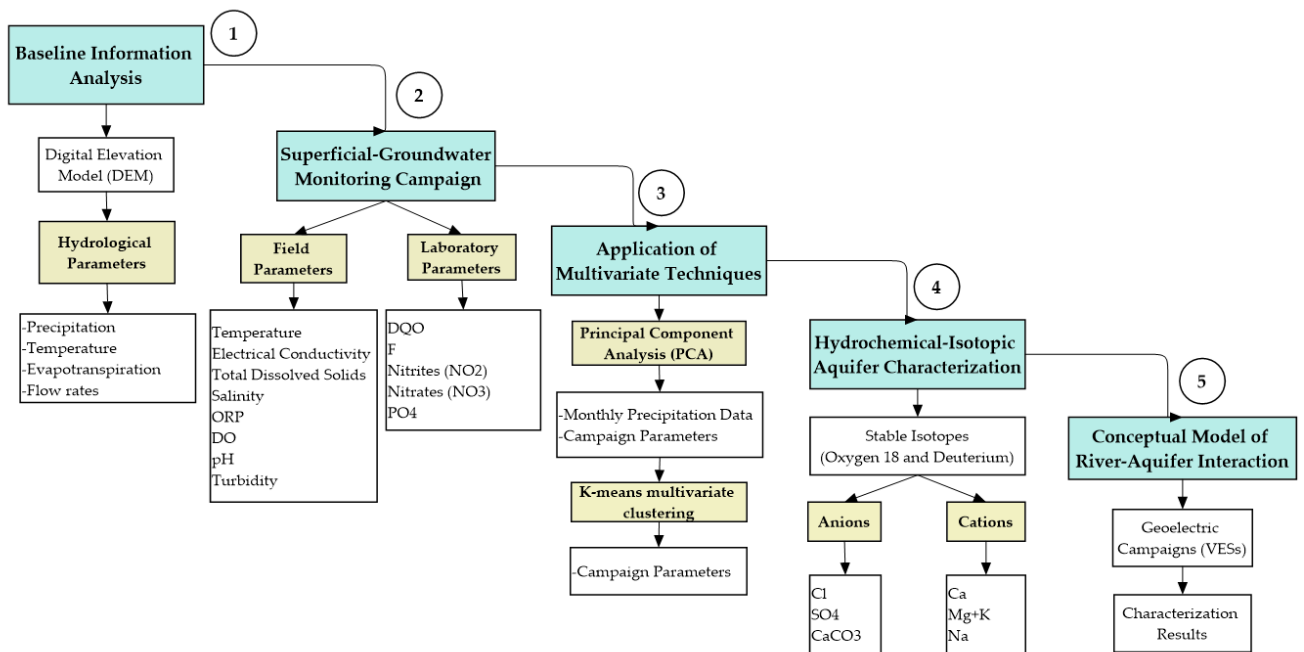 1
Baseline Information
Analysis
Digital Elevation
Model (DEM)
Hydrological
Parameters
-Precipitation
-Temperature
-Evapotranspiration
-Flow rates
2
Superficial-Groundwater
Monitoring Campaign
Field
Parameters
Temperature
Electrical Conductivity
Total Dissolved Solids
Salinity
ORP
DO
pH
Turbidity
Laboratory
Parameters
DQO
F
Nitrites (NO2)
Nitrates (NO3)
PO4
3
Application of
Multivariate Techniques
Principal Component
Analysis (PCA)
-Monthly Precipitation Data
-Campaign Parameters
K-means multivariate
clustering
-Campaign Parameters
4
Hydrochemical-Isotopic
Aquifer Characterization
Stable Isotopes
(Oxygen 18 and Deuterium)
Anions
Cl
SO4
CaCO3
Cations
Ca
Mg+K
Na
5
Conceptual Model of
River-Aquifer Interaction
Geoelectric
Campaigns (VESs)
Characterization
Results